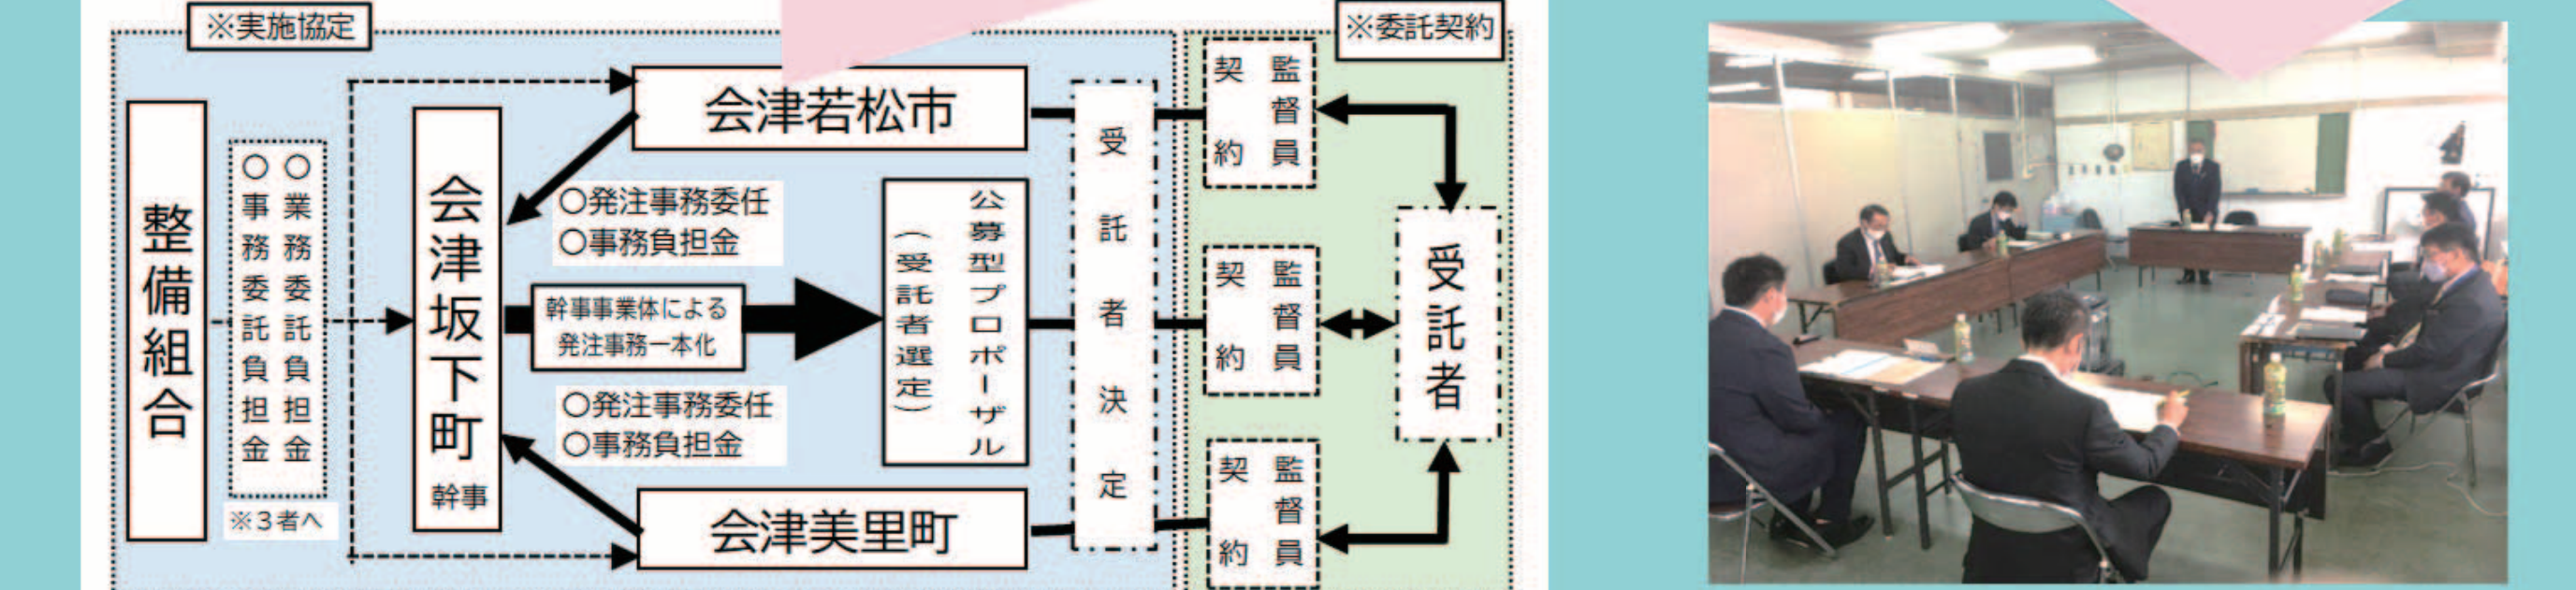 ※実施協定
※委託契約
整備組合
○業務委託負担金
○事務委託負担金
※3者へ
会津坂下町
幹事
会津若松市
○発注事務委任
○事務負担金
幹事事業体による
発注事務一本化
○発注事務委任
○事務負担金
会津美里町
公募型プロポーザル
(受託者選定)
受託者決定
監督員
契約
監督員
契約
監督員
契約
受託者